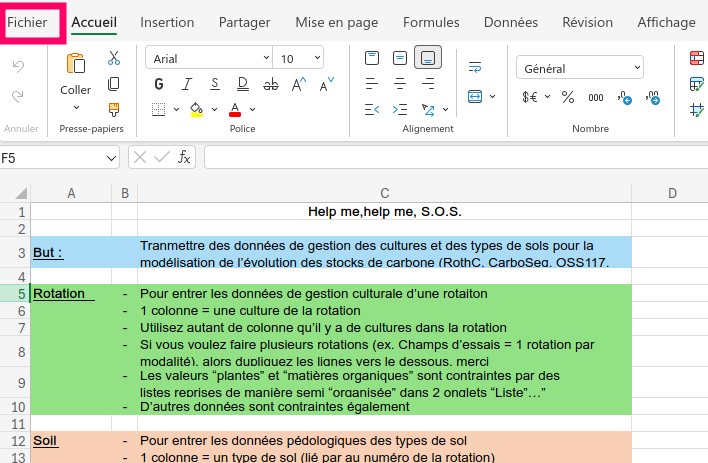 Fichier Accueil Insertion Partager Mise en page Formules Données Révision Affichage
Arial 10 Général
Coller G I S D ab A A $€ % 000
Annuler Presse-papiers Police Alignement Nombre
F5 fx
A B C D
1 Help me,help me, S.O.S.
2
3 But : Tranmettre des données de gestion des cultures et des types de sols pour la
modélisation de l'évolution des stocks de carbone (RothC, CarboSeq, OSS117,
4
5 Rotation - Pour entrer les données de gestion culturale d'une rotaiton
6 - 1 colonne = une culture de la rotation
7 - Utilisez autant de colonne qu'il y a de cultures dans la rotation
8 - Si vous voulez faire plusieurs rotations (ex. Champs d'essais = 1 rotation par
modalité), alors dupliquez les lignes vers le dessous, merci
9 - Les valeurs “plantes” et “matières organiques” sont contraintes par des
listes reprises de manière semi “organisée” dans 2 onglets “Liste”…”
10 - D'autres données sont contraintes également
11
12 Soil - Pour entrer les données pédologiques des types de sol
13 - 1 colonne = un type de sol (lié par au numéro de la rotation)